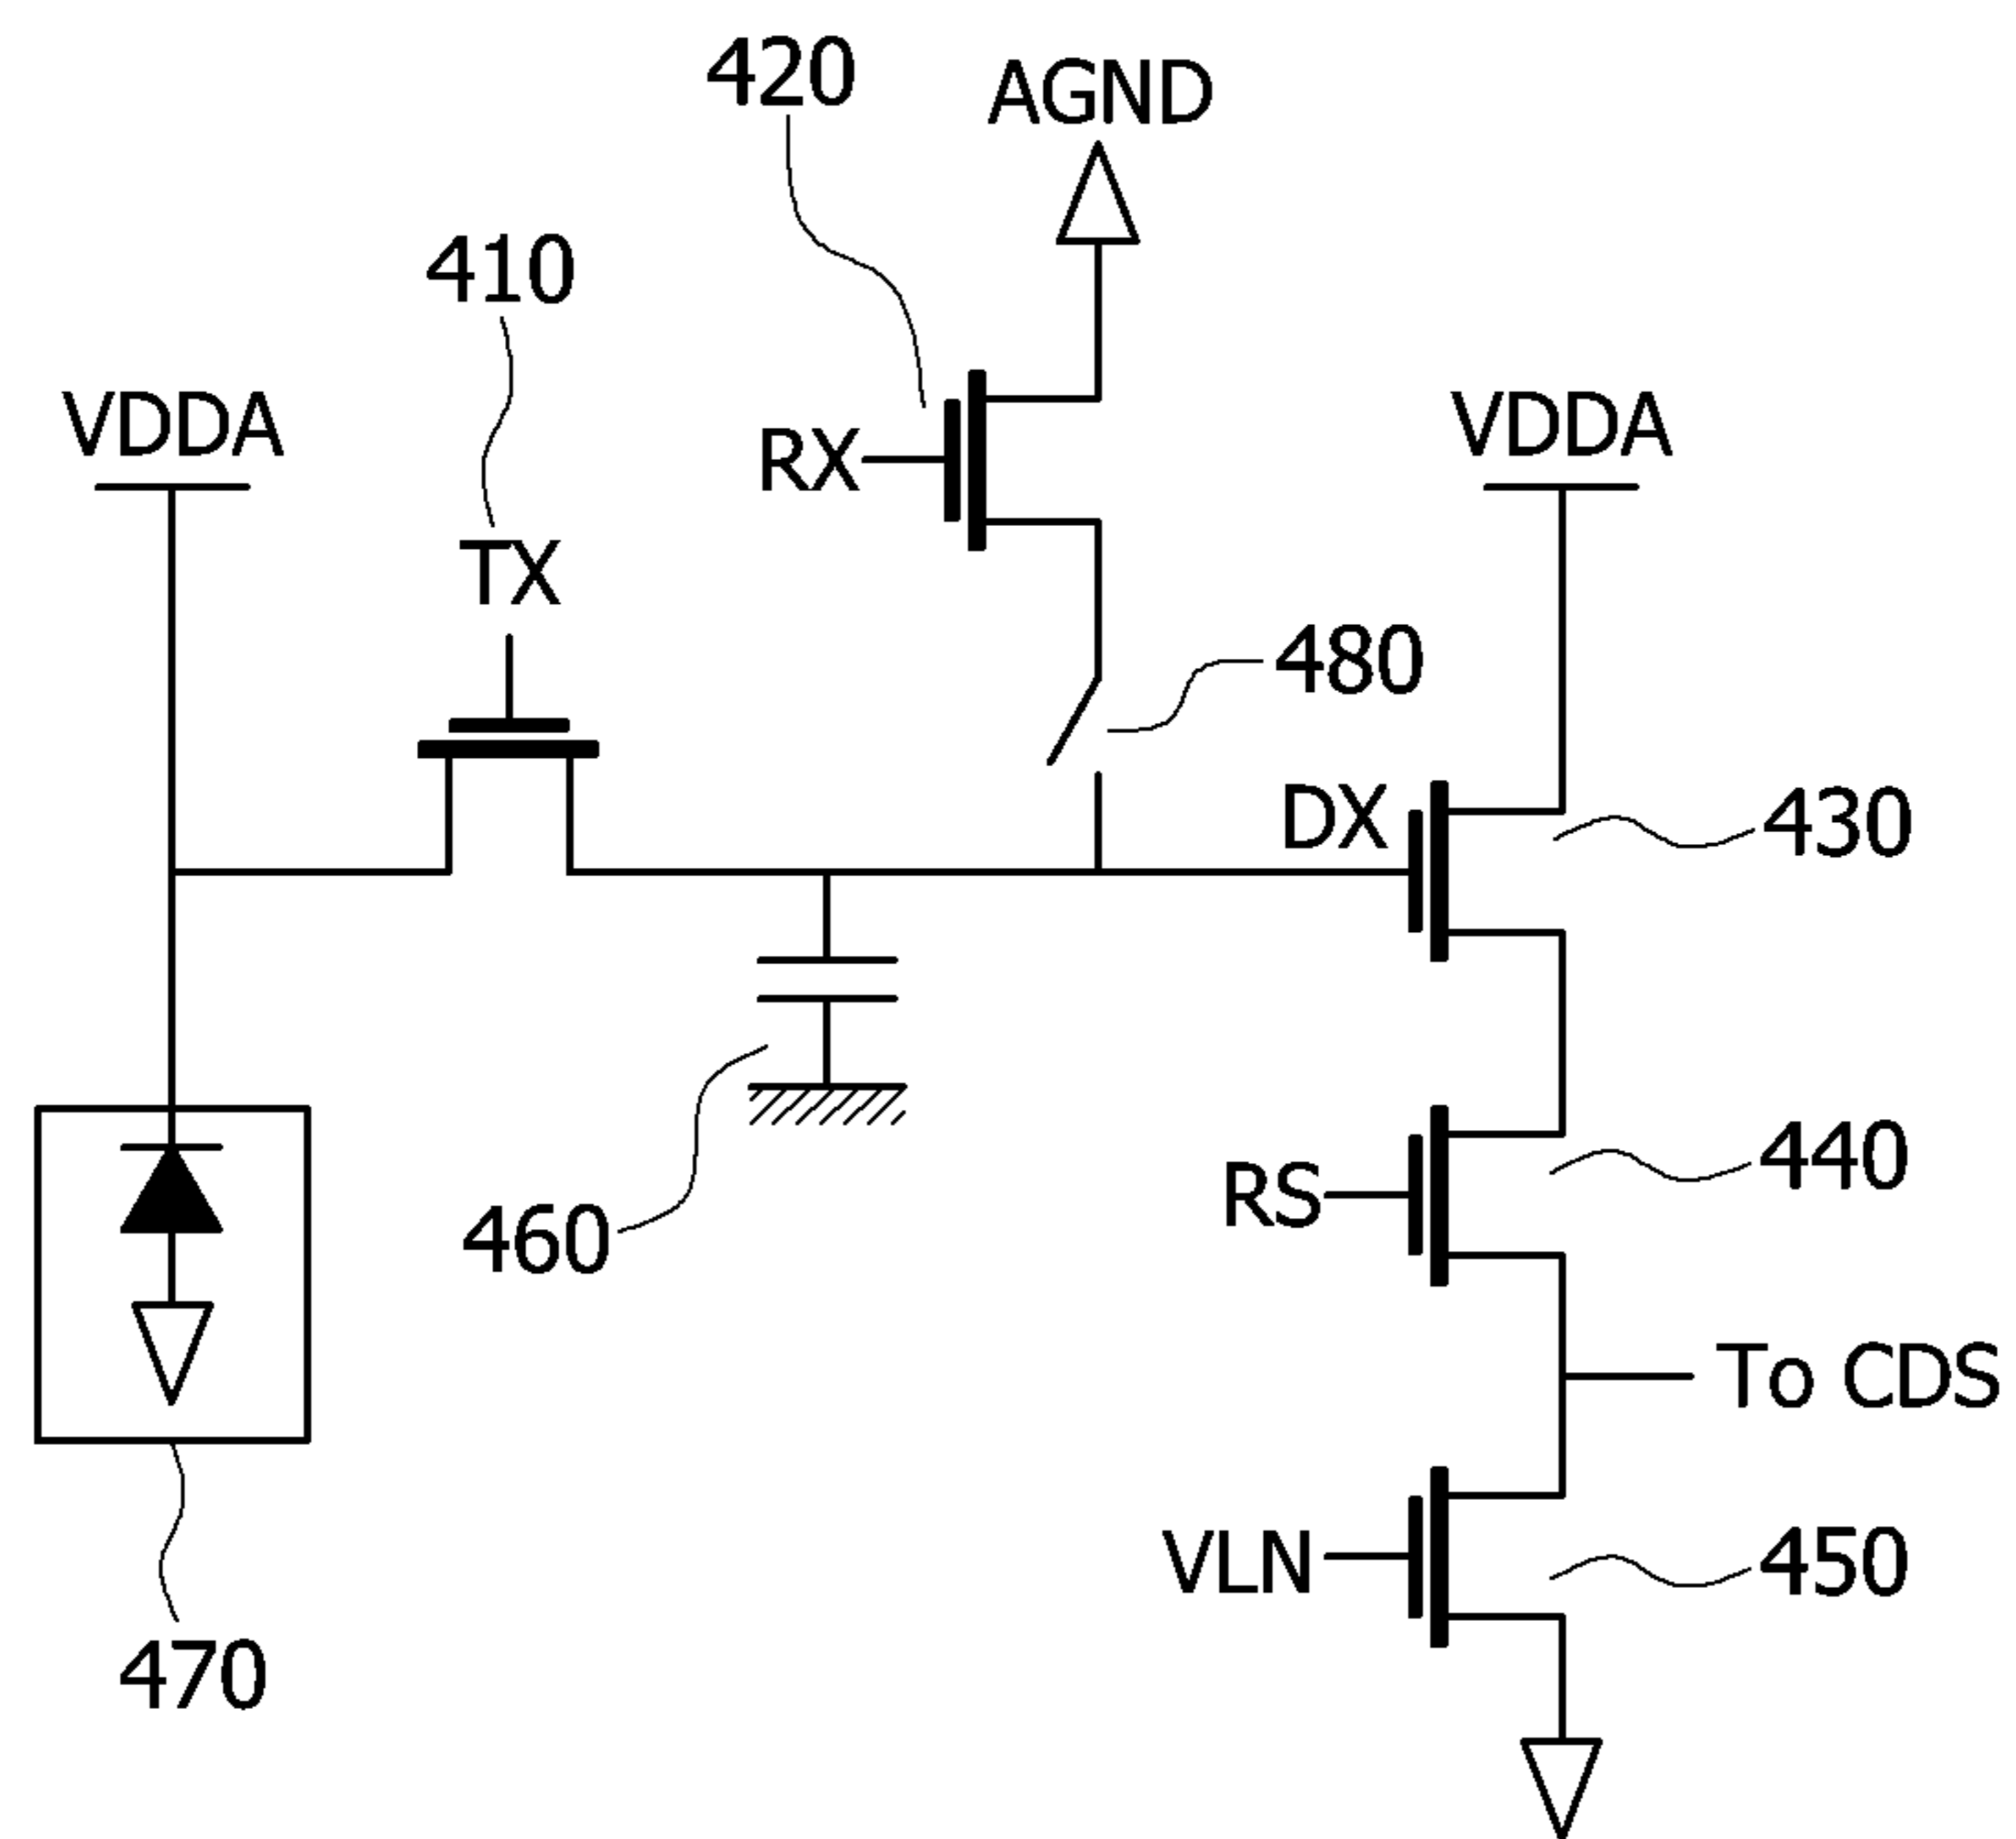 420
AGND
410
VDDA
RX
VDDA
TX
480
DX
430
440
RS
460
To CDS
VLN
450
470